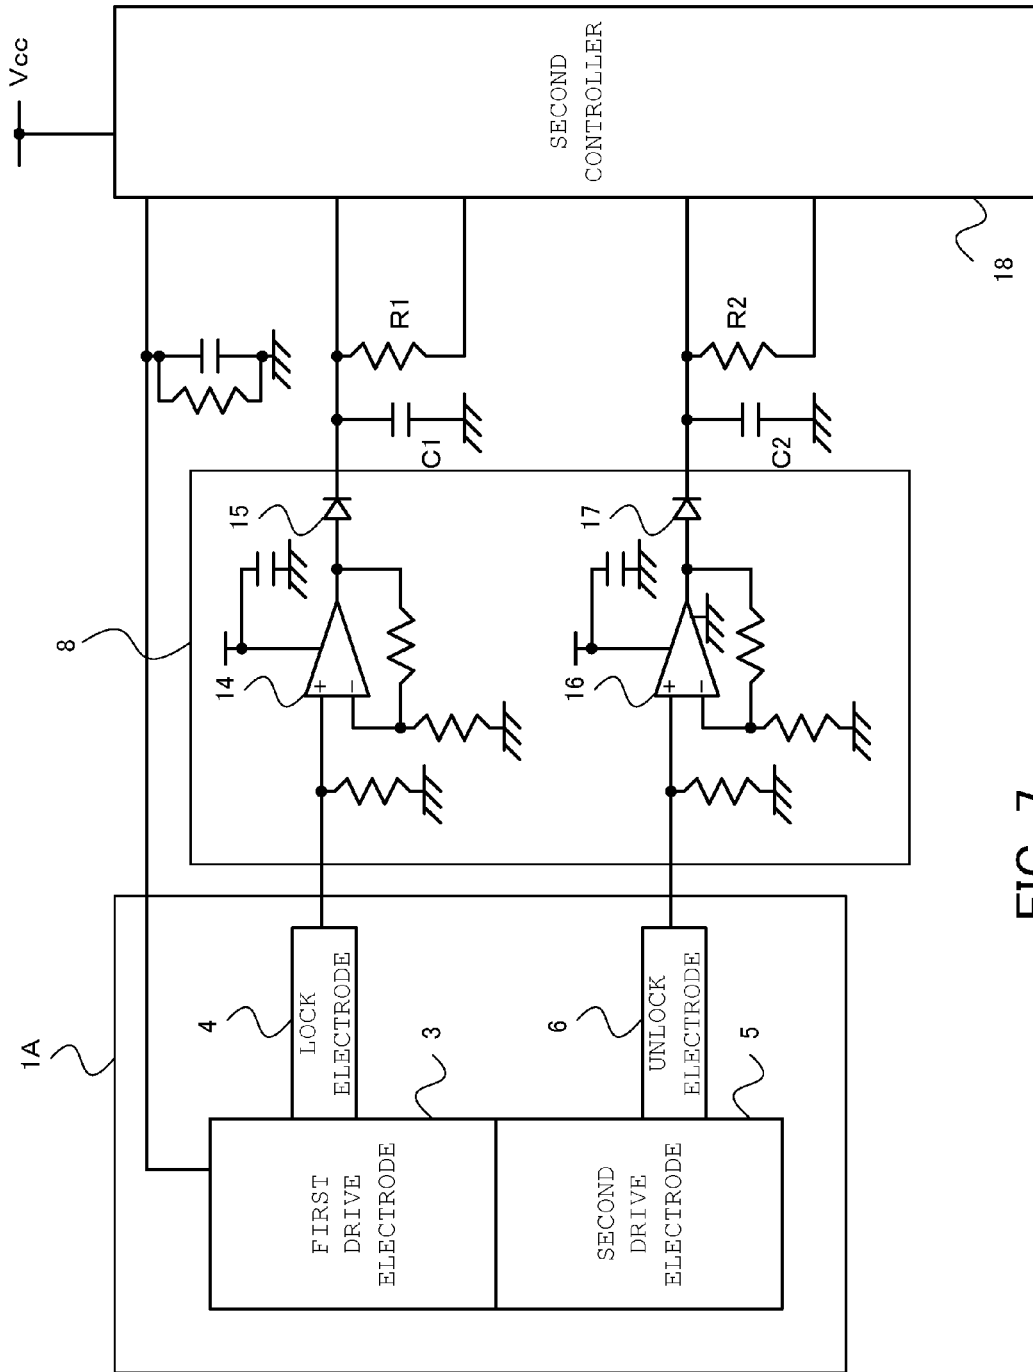 1A
FIRST
DRIVE
ELECTRODE
3
LOCK
ELECTRODE
4
SECOND
DRIVE
ELECTRODE
5
UNLOCK
ELECTRODE
6
8
14
+
−
15
16
+
−
17
C1
R1
C2
R2
Vcc
SECOND
CONTROLLER
18
FIG. 7